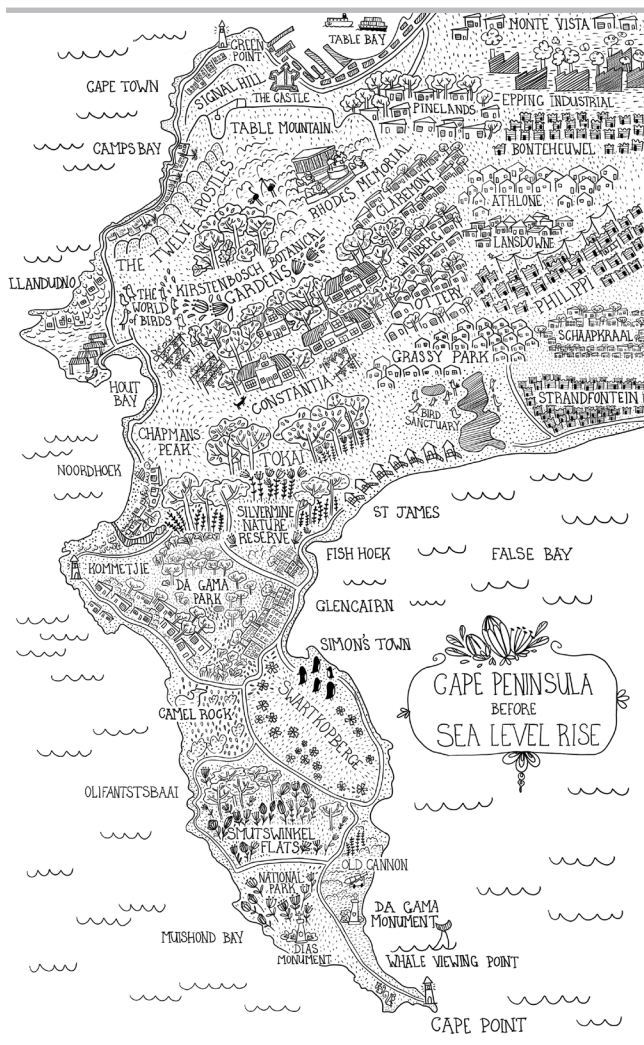 TABLE BAY
MONTE VISTA
GREEN
POINT
SIGNAL HILL
CAPE TOWN
THE CASTLE
PINELANDS
EPPING INDUSTRIAL
TABLE MOUNTAIN
CAMPS BAY
BONTEHEUWEL
RHODES MEMORIAL
CLAREMONT
ATHLONE
THE TWELVE APOSTLES
LANSDOWNE
WYNBERG
KIRSTENBOSCH BOTANICAL
GARDENS
LLANDUDNO
THE
WORLD
of BIRDS
OTTERY
PHILIPPI
SCHAAPKRAAL
GRASSY PARK
HOUT
BAY
CONSTANTIA
STRANDFONTEIN
BIRD
SANCTUARY
CHAPMANS
PEAK
TOKAI
NOORDHOEK
SILVERMINE
NATURE
RESERVE
ST JAMES
FISH HOEK
FALSE BAY
KOMMETJIE
DA GAMA
PARK
GLENCAIRN
SIMON'S TOWN
SWARTKOPBERGE
CAPE PENINSULA
BEFORE
SEA LEVEL RISE
CAMEL ROCK
OLIFANTSTSBAAI
SMUTSWINKEL
FLATS
OLD CANNON
NATIONAL
PARK
DA GAMA
MONUMENT
MUISHOND BAY
DIAS
MONUMENT
WHALE VIEWING POINT
CAPE POINT